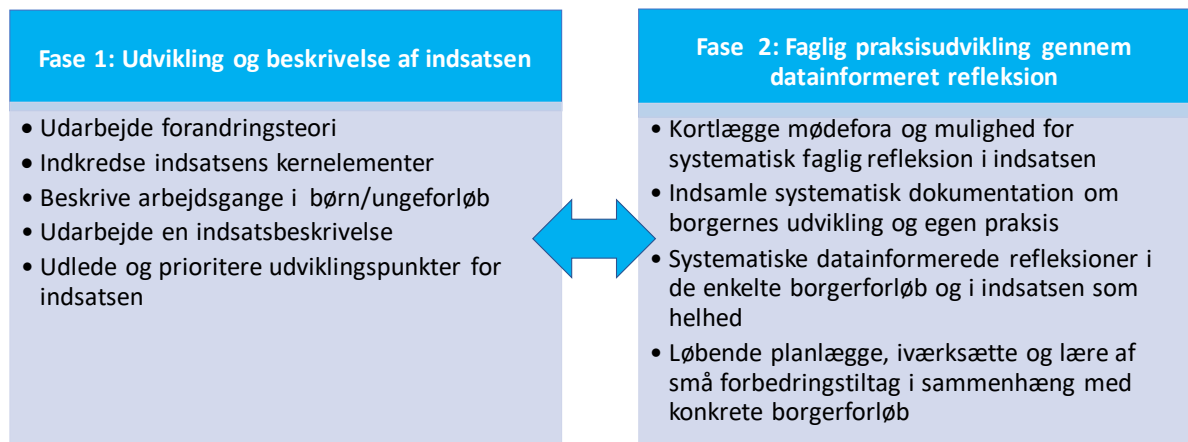 Fase 1: Udvikling og beskrivelse af indsatsen
• Udarbejde forandringsteori
• Indkredse indsatsens kernelementer
• Beskrive arbejdsgange i børn/ungeforløb
• Udarbejde en indsatsbeskrivelse
• Udlede og prioritere udviklingspunkter for
indsatsen
Fase 2: Faglig praksisudvikling gennem
datainformeret refleksion
• Kortlægge mødefora og mulighed for
systematisk faglig refleksion i indsatsen
• Indsamle systematisk dokumentation om
borgernes udvikling og egen praksis
• Systematiske datainformerede refleksioner i
de enkelte borgerforløb og i indsatsen som
helhed
• Løbende planlægge, iværksætte og lære af
små forbedringstiltag i sammenhæng med
konkrete borgerforløb